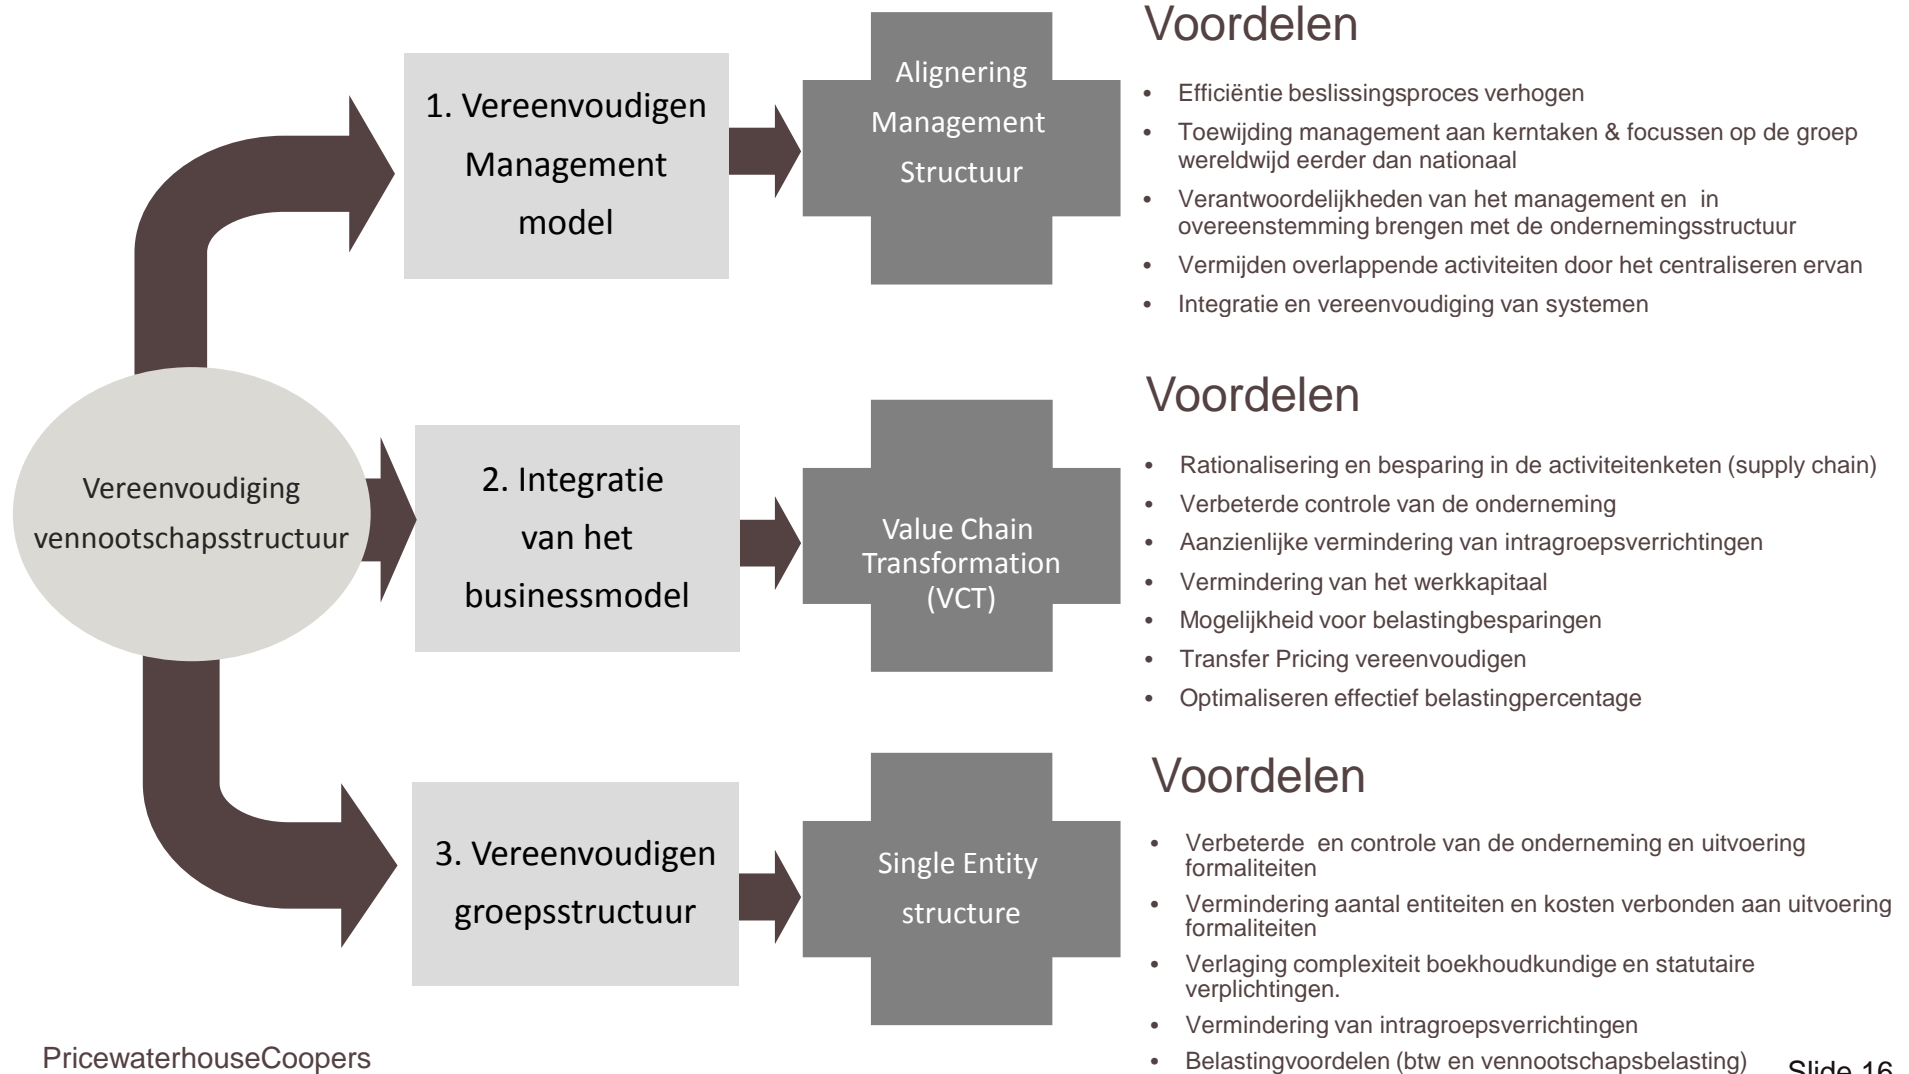 Vereenvoudiging
vennootschapsstructuur
1. Vereenvoudigen
Management
model
Alignering
Management
Structuur
Voordelen
• Efficiëntie beslissingsproces verhogen
• Toewijding management aan kerntaken & focussen op de groep
wereldwijd eerder dan nationaal
• Verantwoordelijkheden van het management en  in
overeenstemming brengen met de ondernemingsstructuur
• Vermijden overlappende activiteiten door het centraliseren ervan
• Integratie en vereenvoudiging van systemen
2. Integratie
van het
businessmodel
Value Chain
Transformation
(VCT)
Voordelen
• Rationalisering en besparing in de activiteitenketen (supply chain)
• Verbeterde controle van de onderneming
• Aanzienlijke vermindering van intragroepsverrichtingen
• Vermindering van het werkkapitaal
• Mogelijkheid voor belastingbesparingen
• Transfer Pricing vereenvoudigen
• Optimaliseren effectief belastingpercentage
3. Vereenvoudigen
groepsstructuur
Single Entity
structure
Voordelen
• Verbeterde  en controle van de onderneming en uitvoering
formaliteiten
• Vermindering aantal entiteiten en kosten verbonden aan uitvoering
formaliteiten
• Verlaging complexiteit boekhoudkundige en statutaire
verplichtingen.
• Vermindering van intragroepsverrichtingen
• Belastingvoordelen (btw en vennootschapsbelasting)
PricewaterhouseCoopers
Slide 16